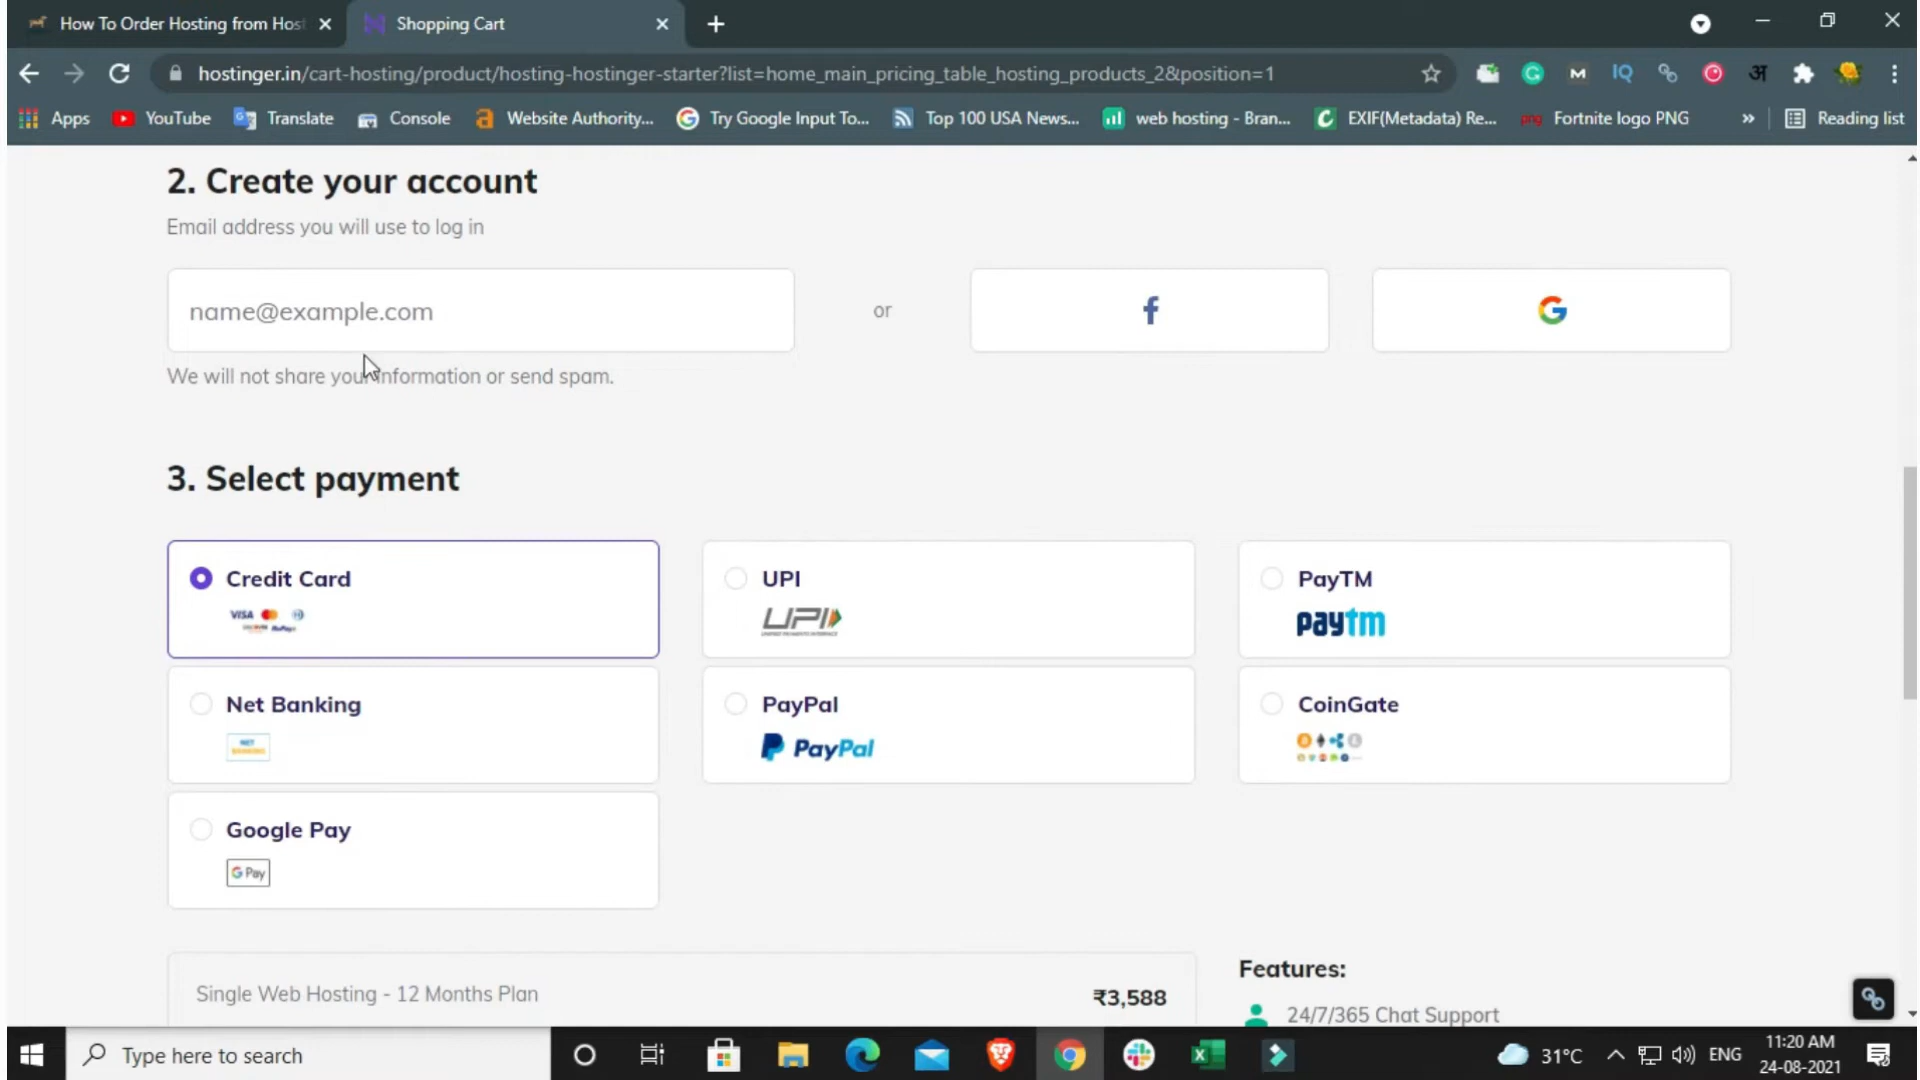 How To Order Hosting from Host
Shopping Cart
hostinger.in/cart-hosting/product/hosting-hostinger-starter?list=home_main_pricing_table_hosting_products_2&position=1
Apps YouTube Translate Console Website Authority... Try Google Input To... Top 100 USA News... web hosting - Bran... EXIF(Metadata) Re... Fortnite logo PNG » Reading list
2. Create your account
Email address you will use to log in
name@example.com or
We will not share your information or send spam.
3. Select payment
Credit Card UPI PayTM
VISA UPI paytm
Net Banking PayPal CoinGate
NET BANKING PayPal
Google Pay
G Pay
Features:
Single Web Hosting - 12 Months Plan ₹3,588
24/7/365 Chat Support
Type here to search 31°C ENG 11:20 AM
24-08-2021